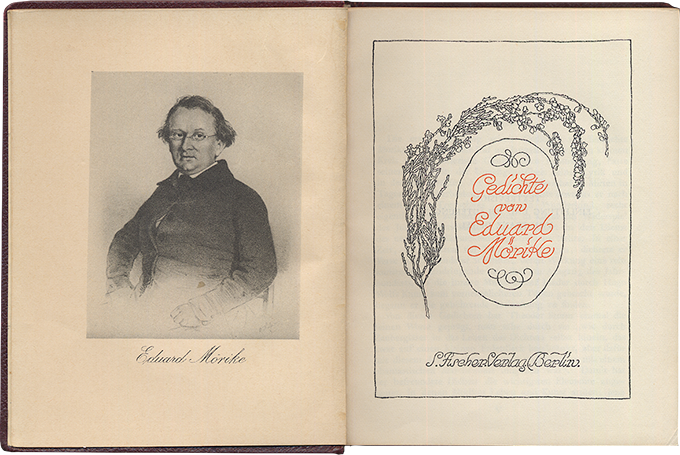 Eduard Mörike
Gedichte
von
Eduard
Mörike
S. Fischer Verlag, Berlin.